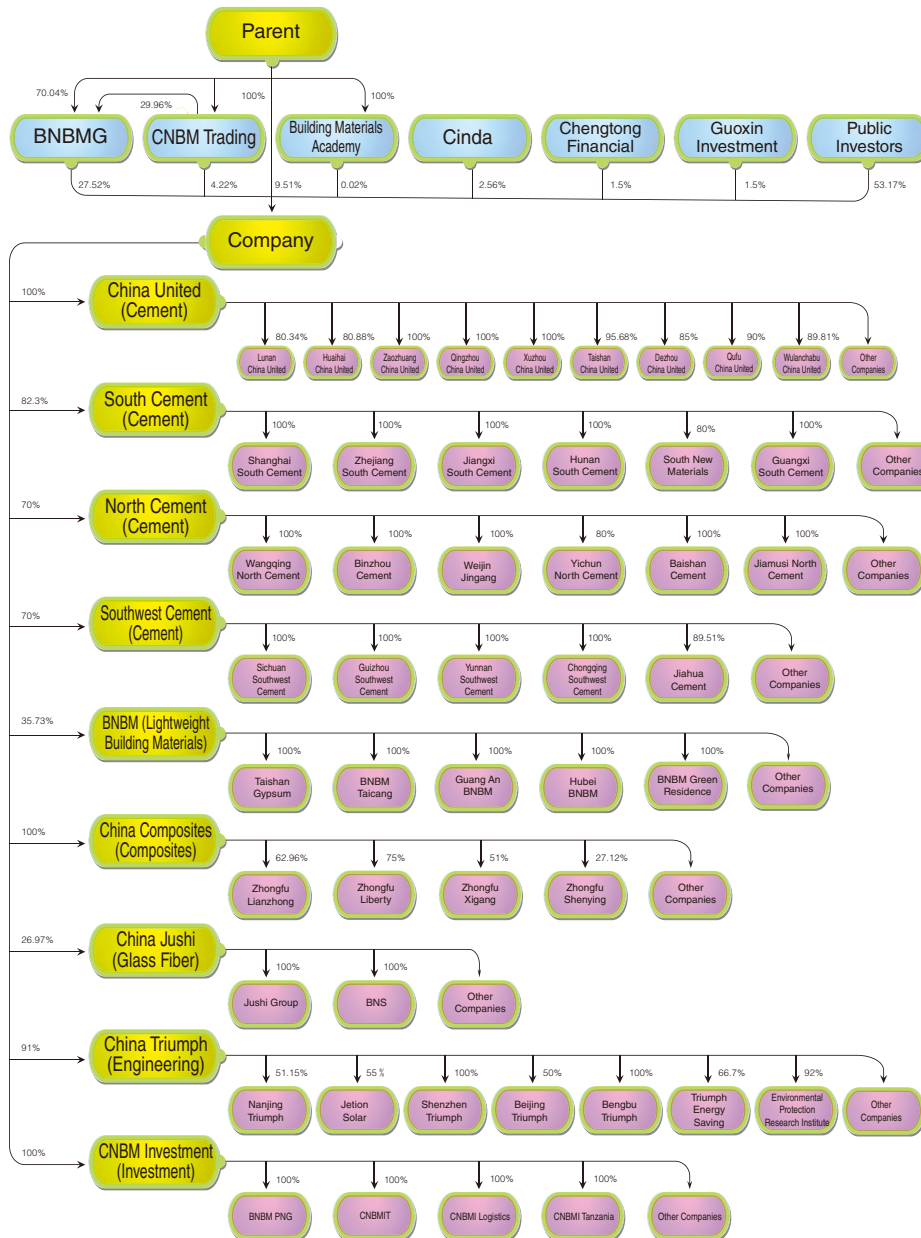 Parent
70.04%
29.96%
100%
100%
BNBMG
CNBM Trading
Building Materials
Academy
Cinda
Chengtong
Financial
Guoxin
Investment
Public
Investors
27.52%
4.22%
9.51%
0.02%
2.56%
1.5%
1.5%
53.17%
Company
100%
China United
(Cement)
80.34%
80.88%
100%
100%
100%
95.68%
85%
90%
89.81%
Lunan
China United
Huaihai
China United
Zaozhuang
China United
Qingzhou
China United
Xuzhou
China United
Taishan
China United
Dezhou
China United
Qufu
China United
Wulanchabu
China United
Other
Companies
82.3%
South Cement
(Cement)
100%
100%
100%
100%
80%
100%
Shanghai
South Cement
Zhejiang
South Cement
Jiangxi
South Cement
Hunan
South Cement
South New
Materials
Guangxi
South Cement
Other
Companies
70%
North Cement
(Cement)
100%
100%
100%
80%
100%
100%
Wangqing
North Cement
Binzhou
Cement
Weijin
Jingang
Yichun
North Cement
Baishan
Cement
Jiamusi North
Cement
Other
Companies
70%
Southwest Cement
(Cement)
100%
100%
100%
100%
89.51%
Sichuan
Southwest
Cement
Guizhou
Southwest
Cement
Yunnan
Southwest
Cement
Chongqing
Southwest
Cement
Jiahua
Cement
Other
Companies
35.73%
BNBM (Lightweight
Building Materials)
100%
100%
100%
100%
100%
Taishan
Gypsum
BNBM
Taicang
Guang An
BNBM
Hubei
BNBM
BNBM Green
Residence
Other
Companies
100%
China Composites
(Composites)
62.96%
75%
51%
27.12%
Zhongfu
Lianzhong
Zhongfu
Liberty
Zhongfu
Xigang
Zhongfu
Shenying
Other
Companies
26.97%
China Jushi
(Glass Fiber)
100%
100%
Jushi Group
BNS
Other
Companies
91%
China Triumph
(Engineering)
51.15%
55%
100%
50%
100%
66.7%
92%
Nanjing
Triumph
Jetion
Solar
Shenzhen
Triumph
Beijing
Triumph
Bengbu
Triumph
Triumph
Energy
Saving
Environmental
Protection
Research Institute
Other
Companies
100%
CNBM Investment
(Investment)
100%
100%
100%
100%
BNBM PNG
CNBMIT
CNBMI Logistics
CNBMI Tanzania
Other Companies